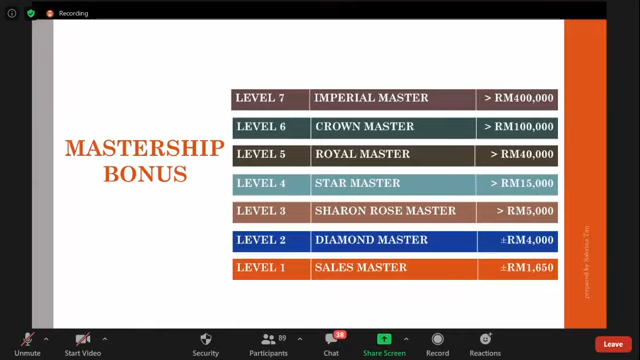 Recording
MASTERSHIP
BONUS
LEVEL 7 IMPERIAL MASTER > RM400,000
LEVEL 6 CROWN MASTER > RM100,000
LEVEL 5 ROYAL MASTER > RM40,000
LEVEL 4 STAR MASTER > RM15,000
LEVEL 3 SHARON ROSE MASTER > RM5,000
LEVEL 2 DIAMOND MASTER ±RM4,000
LEVEL 1 SALES MASTER ±RM1,650
prepared by Sabrina Tan
Unmute
Start Video
Security
89
Participants
38
Chat
Share Screen
Record
Reactions
Leave